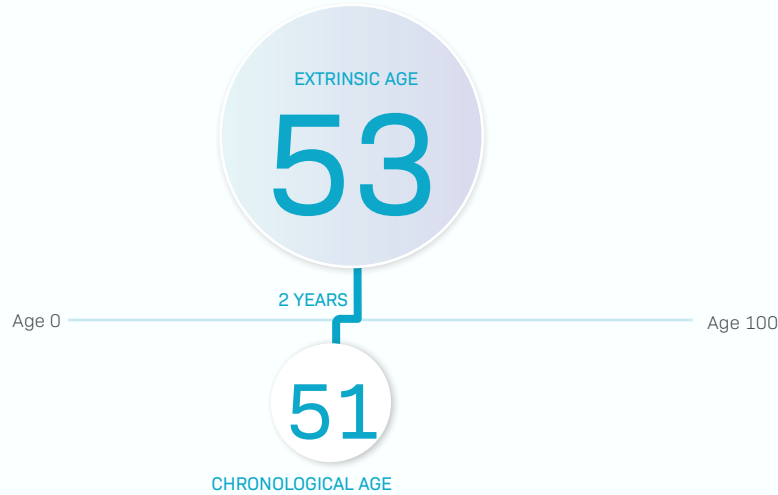 EXTRINSIC AGE
53
2 YEARS
Age 0
Age 100
51
CHRONOLOGICAL AGE